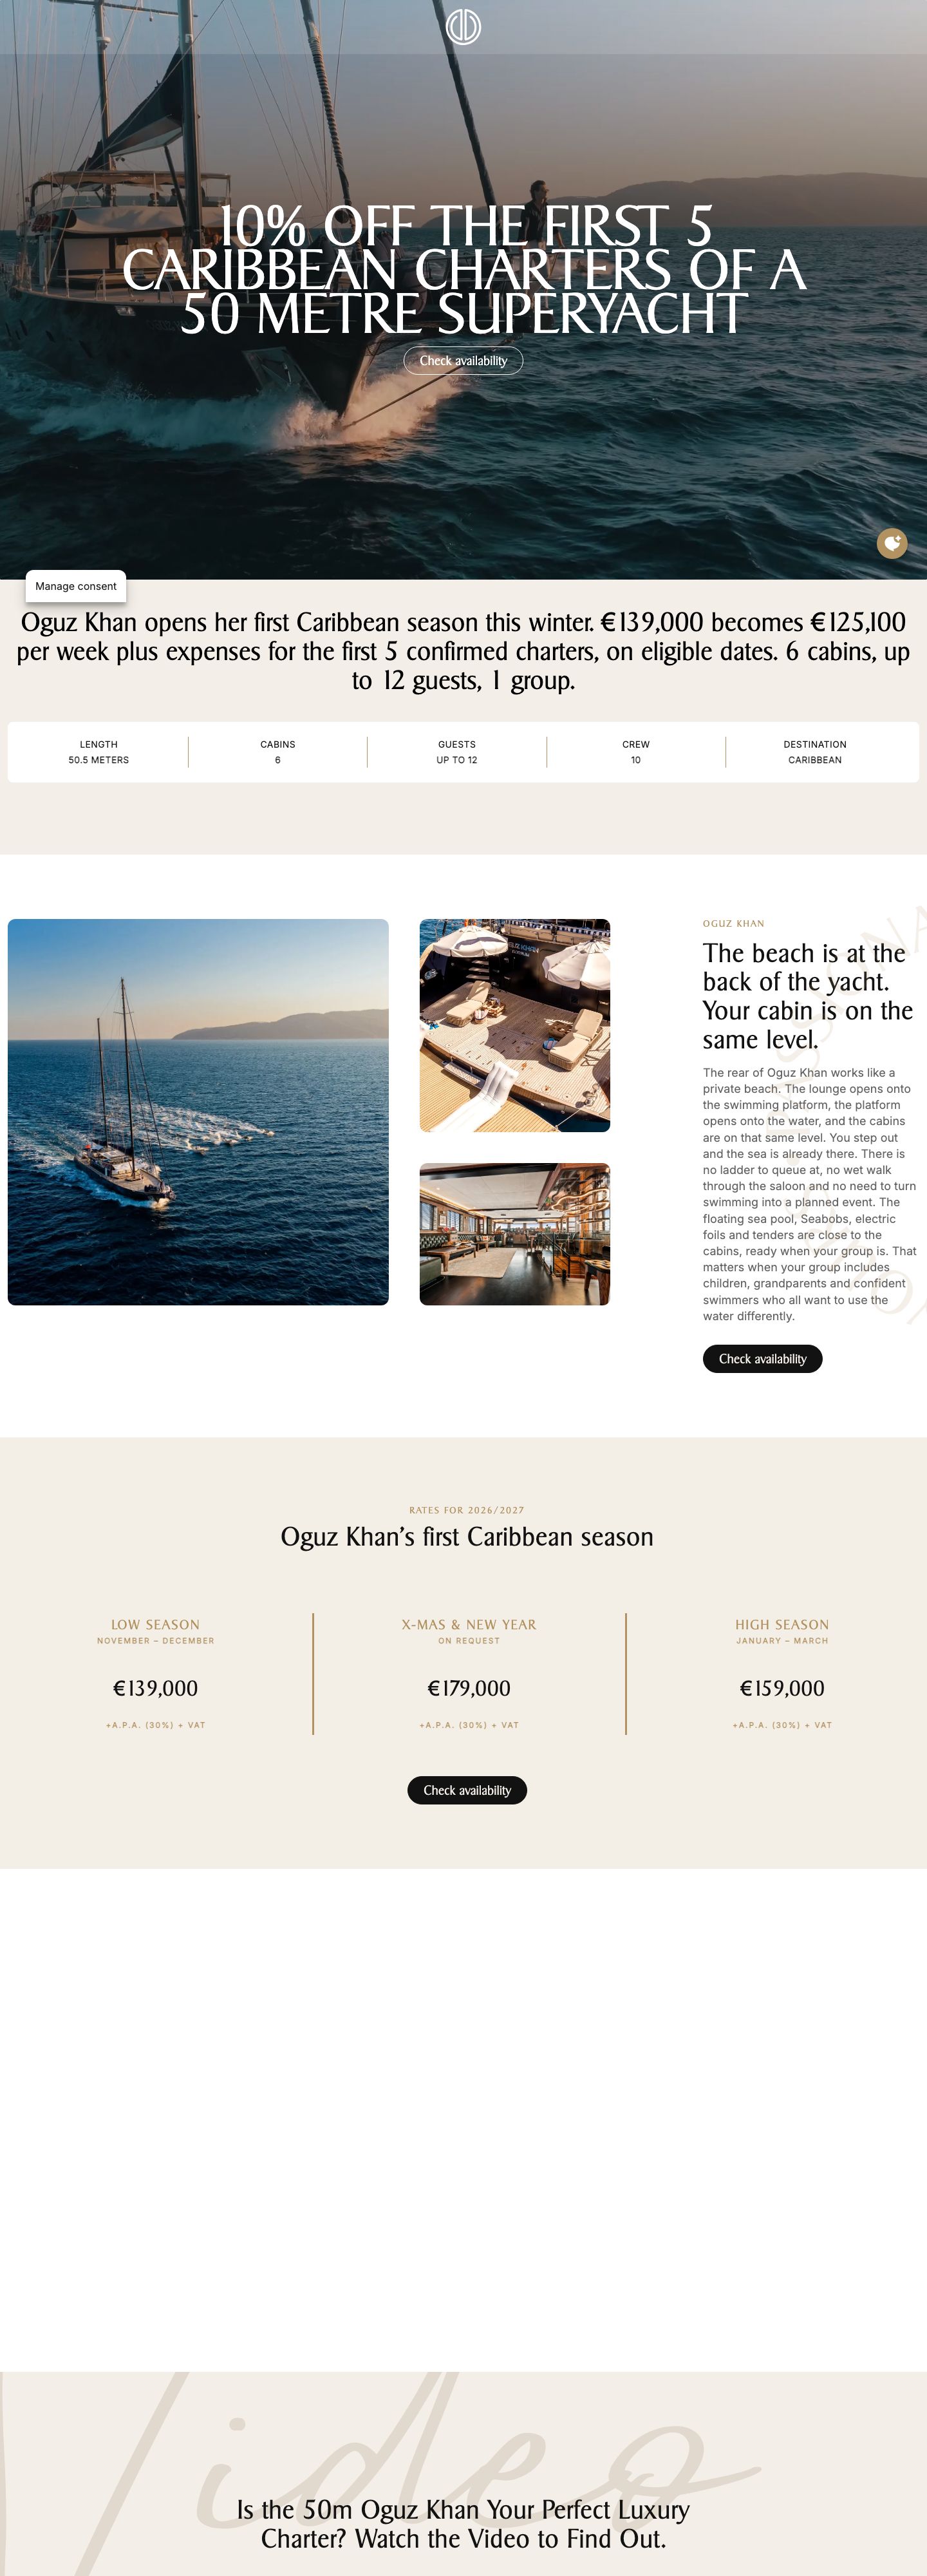 10% OFF THE FIRST 5
CARIBBEAN CHARTERS OF A
50 METRE SUPERYACHT
Check availability
Manage consent
Oguz Khan opens her first Caribbean season this winter. €139,000 becomes €125,100
per week plus expenses for the first 5 confirmed charters, on eligible dates. 6 cabins, up
to 12 guests, 1 group.
LENGTH
50.5 METERS
CABINS
6
GUESTS
UP TO 12
CREW
10
DESTINATION
CARIBBEAN
OGUZ KHAN
The beach is at the
back of the yacht.
Your cabin is on the
same level.
The rear of Oguz Khan works like a
private beach. The lounge opens onto
the swimming platform, the platform
opens onto the water, and the cabins
are on that same level. You step out
and the sea is already there. There is
no ladder to queue at, no wet walk
through the saloon and no need to turn
swimming into a planned event. The
floating sea pool, Seabobs, electric
foils and tenders are close to the
cabins, ready when your group is. That
matters when your group includes
children, grandparents and confident
swimmers who all want to use the
water differently.
Check availability
RATES FOR 2026/2027
Oguz Khan’s first Caribbean season
LOW SEASON
NOVEMBER – DECEMBER
€139,000
+A.P.A. (30%) + VAT
X-MAS & NEW YEAR
ON REQUEST
€179,000
+A.P.A. (30%) + VAT
HIGH SEASON
JANUARY – MARCH
€159,000
+A.P.A. (30%) + VAT
Check availability
Video
Is the 50m Oguz Khan Your Perfect Luxury
Charter? Watch the Video to Find Out.